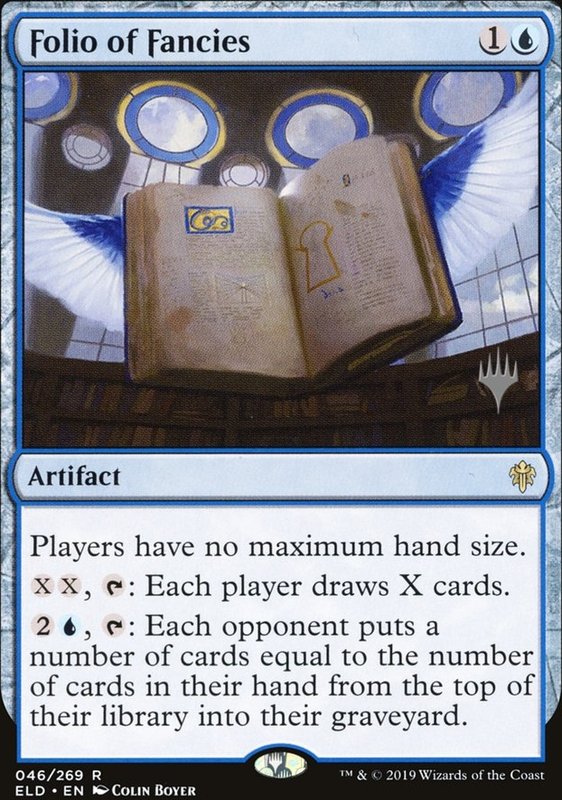 Folio of Fancies 1
Artifact
Players have no maximum hand size.
X X, : Each player draws X cards.
2 , : Each opponent puts a
number of cards equal to the number
of cards in their hand from the top of
their library into their graveyard.
046/269 R
ELD • EN Colin Boyer
™ & © 2019 Wizards of the Coast